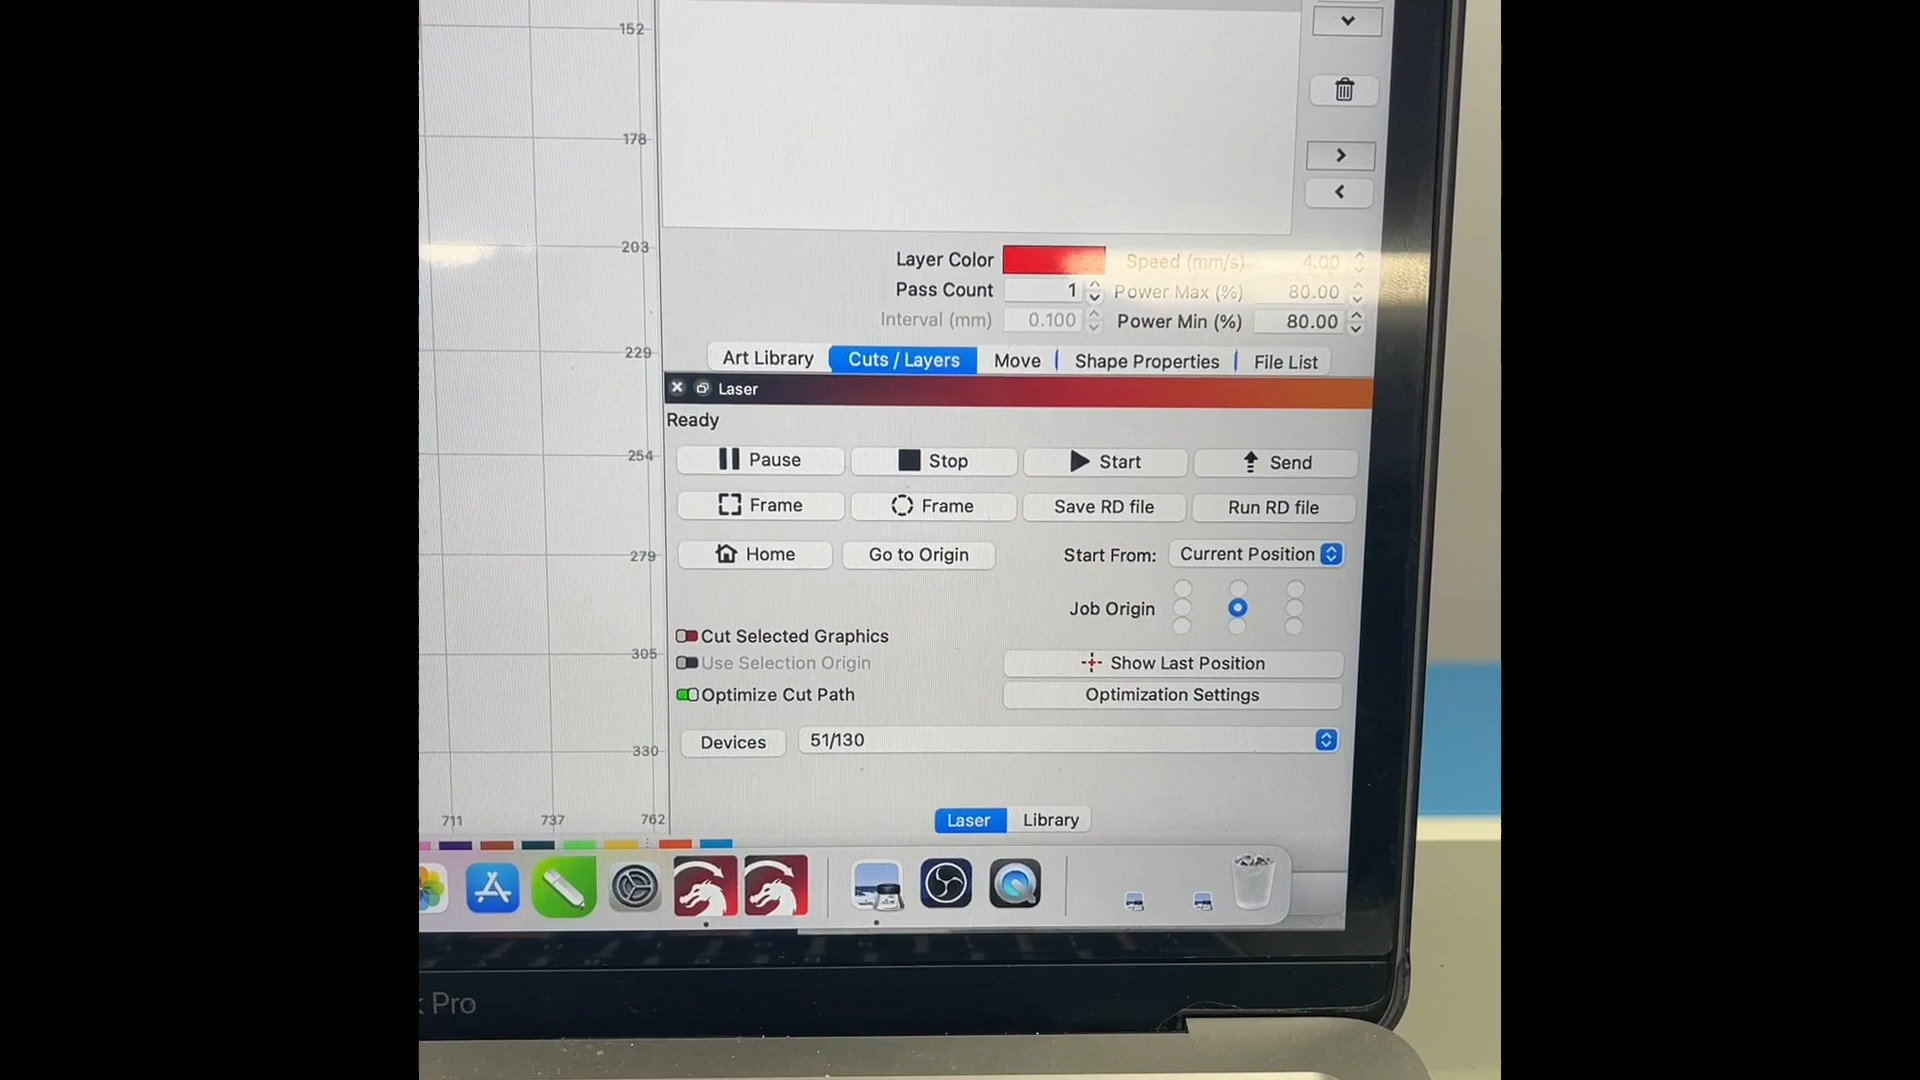 152
178
203
Layer Color Speed (mm/s) 4.00
Pass Count 1 Power Max (%) 80.00
Interval (mm) 0.100 Power Min (%) 80.00
229
Art Library Cuts / Layers Move Shape Properties File List
Laser
Ready
254
Pause Stop Start Send
Frame Frame Save RD file Run RD file
279
Home Go to Origin Start From: Current Position
Job Origin
Cut Selected Graphics
305
Use Selection Origin Show Last Position
Optimize Cut Path Optimization Settings
330
Devices 51/130
711 737 762
Laser Library
k Pro